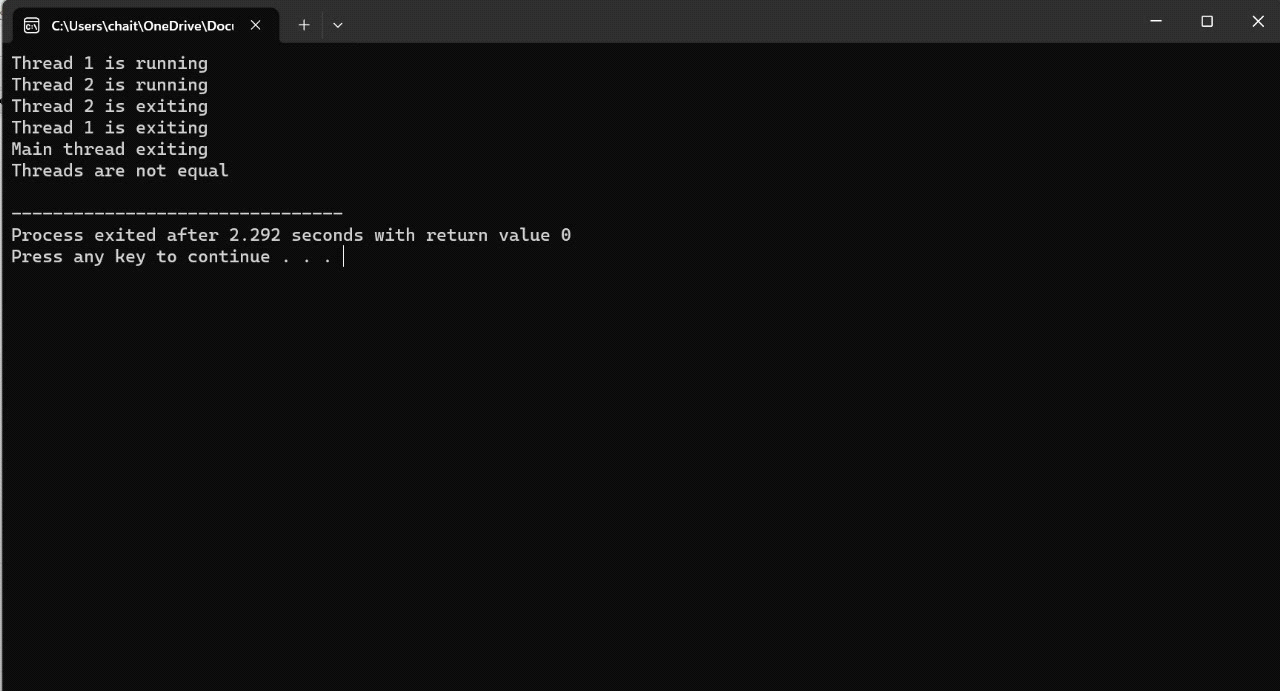 C:\Users\chait\OneDrive\Docu
Thread 1 is running
Thread 2 is running
Thread 2 is exiting
Thread 1 is exiting
Main thread exiting
Threads are not equal
--------------------------------
Process exited after 2.292 seconds with return value 0
Press any key to continue . . .